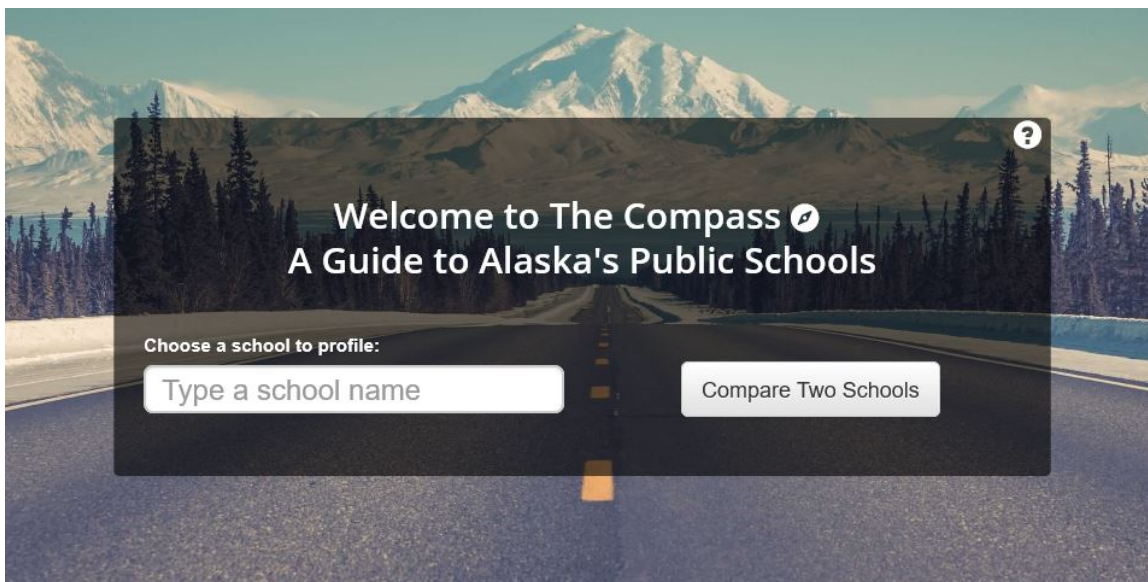 Welcome to The Compass
A Guide to Alaska's Public Schools
Choose a school to profile:
Type a school name
Compare Two Schools
?